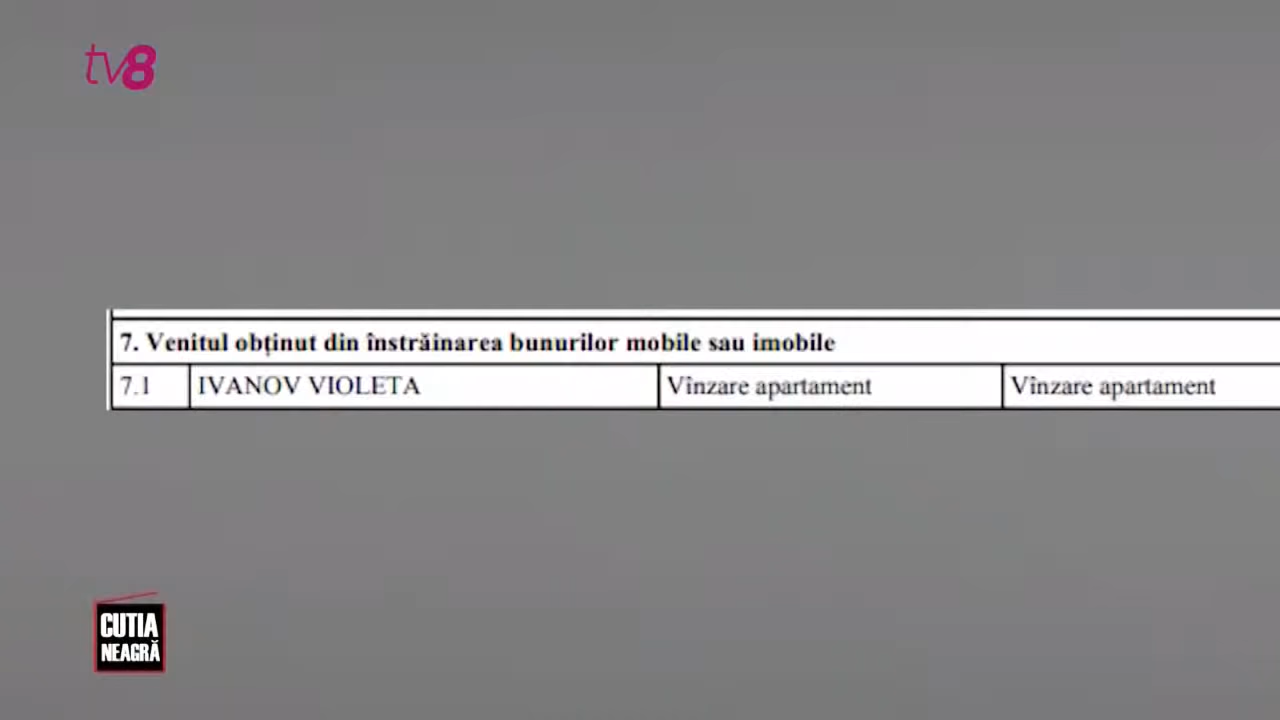 tv8
7. Venitul obținut din înstrăinarea bunurilor mobile sau imobile
7.1 IVANOV VIOLETA Vînzare apartament Vînzare apartament
CUTIA
NEAGRĂ